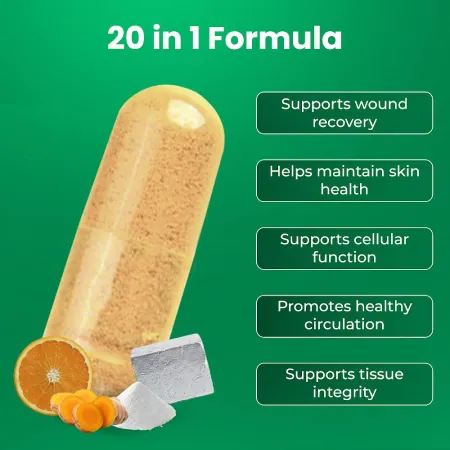 20 in 1 Formula
Supports wound
recovery
Helps maintain skin
health
Supports cellular
function
Promotes healthy
circulation
Supports tissue
integrity